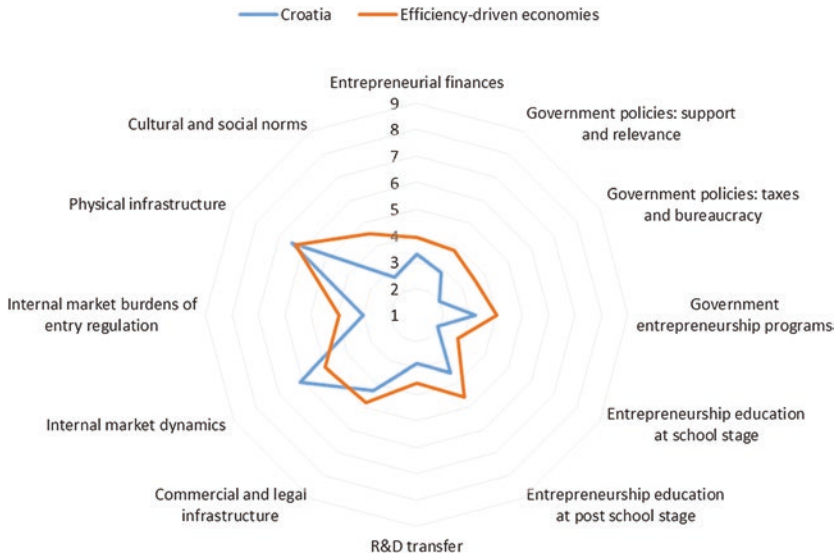 Croatia
Efficiency-driven economies
Entrepreneurial finances
Government policies: support
and relevance
Government policies: taxes
and bureaucracy
Government
entrepreneurship programs
Entrepreneurship education
at school stage
Entrepreneurship education
at post school stage
R&D transfer
Commercial and legal
infrastructure
Internal market dynamics
Internal market burdens of
entry regulation
Physical infrastructure
Cultural and social norms
9
8
7
6
5
4
3
2
1